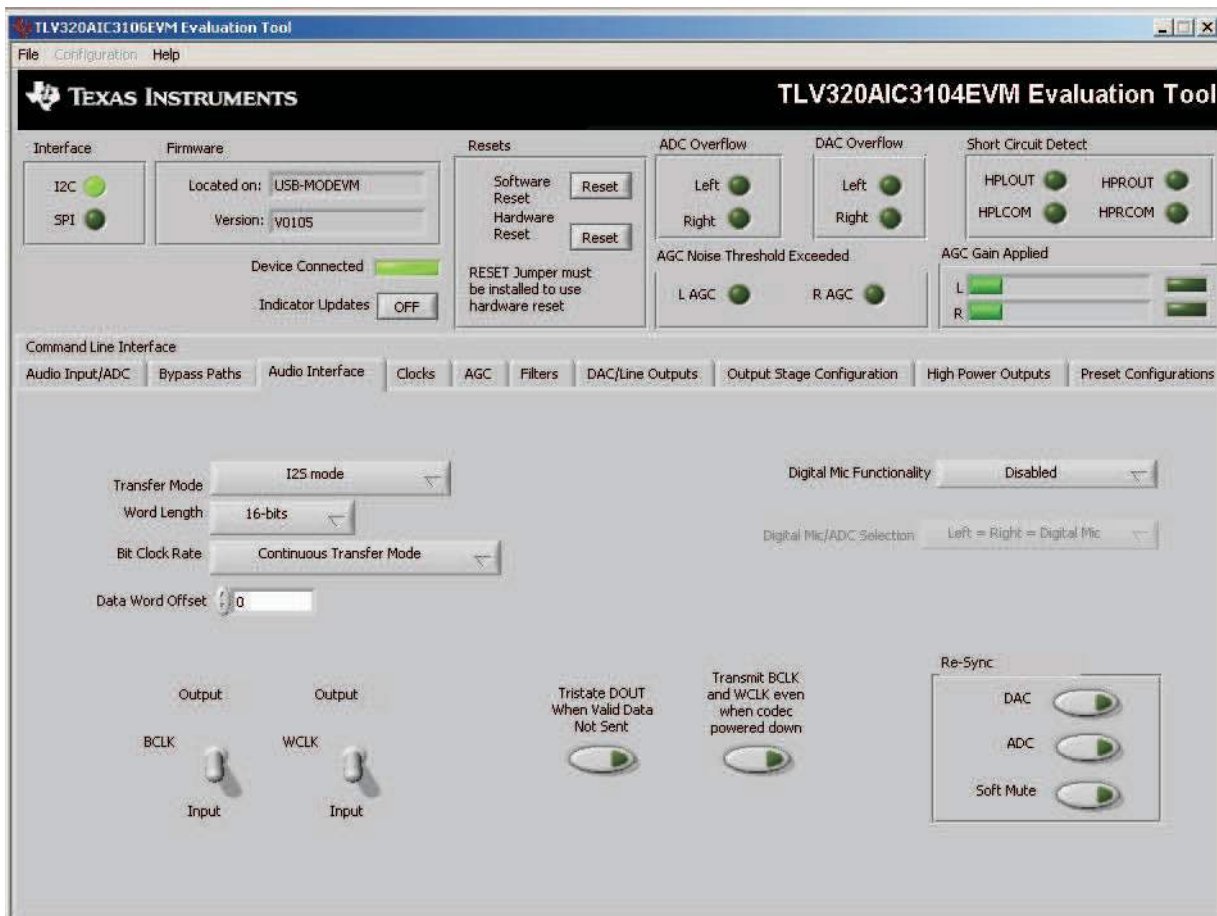 TLV320AIC3106EVM Evaluation Tool
File Configuration Help
TEXAS INSTRUMENTS
TLV320AIC3104EVM Evaluation Tool
Interface
I2C
SPI
Firmware
Located on: USB-MODEVM
Version: V0105
Device Connected
Indicator Updates OFF
Resets
Software Reset Reset
Hardware Reset Reset
RESET Jumper must
be installed to use
hardware reset
ADC Overflow
Left
Right
DAC Overflow
Left
Right
Short Circuit Detect
HPLOUT HPROUT
HPLCOM HPRCOM
AGC Noise Threshold Exceeded
L AGC R AGC
AGC Gain Applied
L
R
Command Line Interface
Audio Input/ADC Bypass Paths Audio Interface Clocks AGC Filters DAC/Line Outputs Output Stage Configuration High Power Outputs Preset Configurations
Transfer Mode I2S mode
Word Length 16-bits
Bit Clock Rate Continuous Transfer Mode
Data Word Offset 0
Digital Mic Functionality Disabled
Digital Mic/ADC Selection Left = Right = Digital Mic
Output Output
BCLK WCLK
Input Input
Tristate DOUT
When Valid Data
Not Sent
Transmit BCLK
and WCLK even
when codec
powered down
Re-Sync
DAC
ADC
Soft Mute